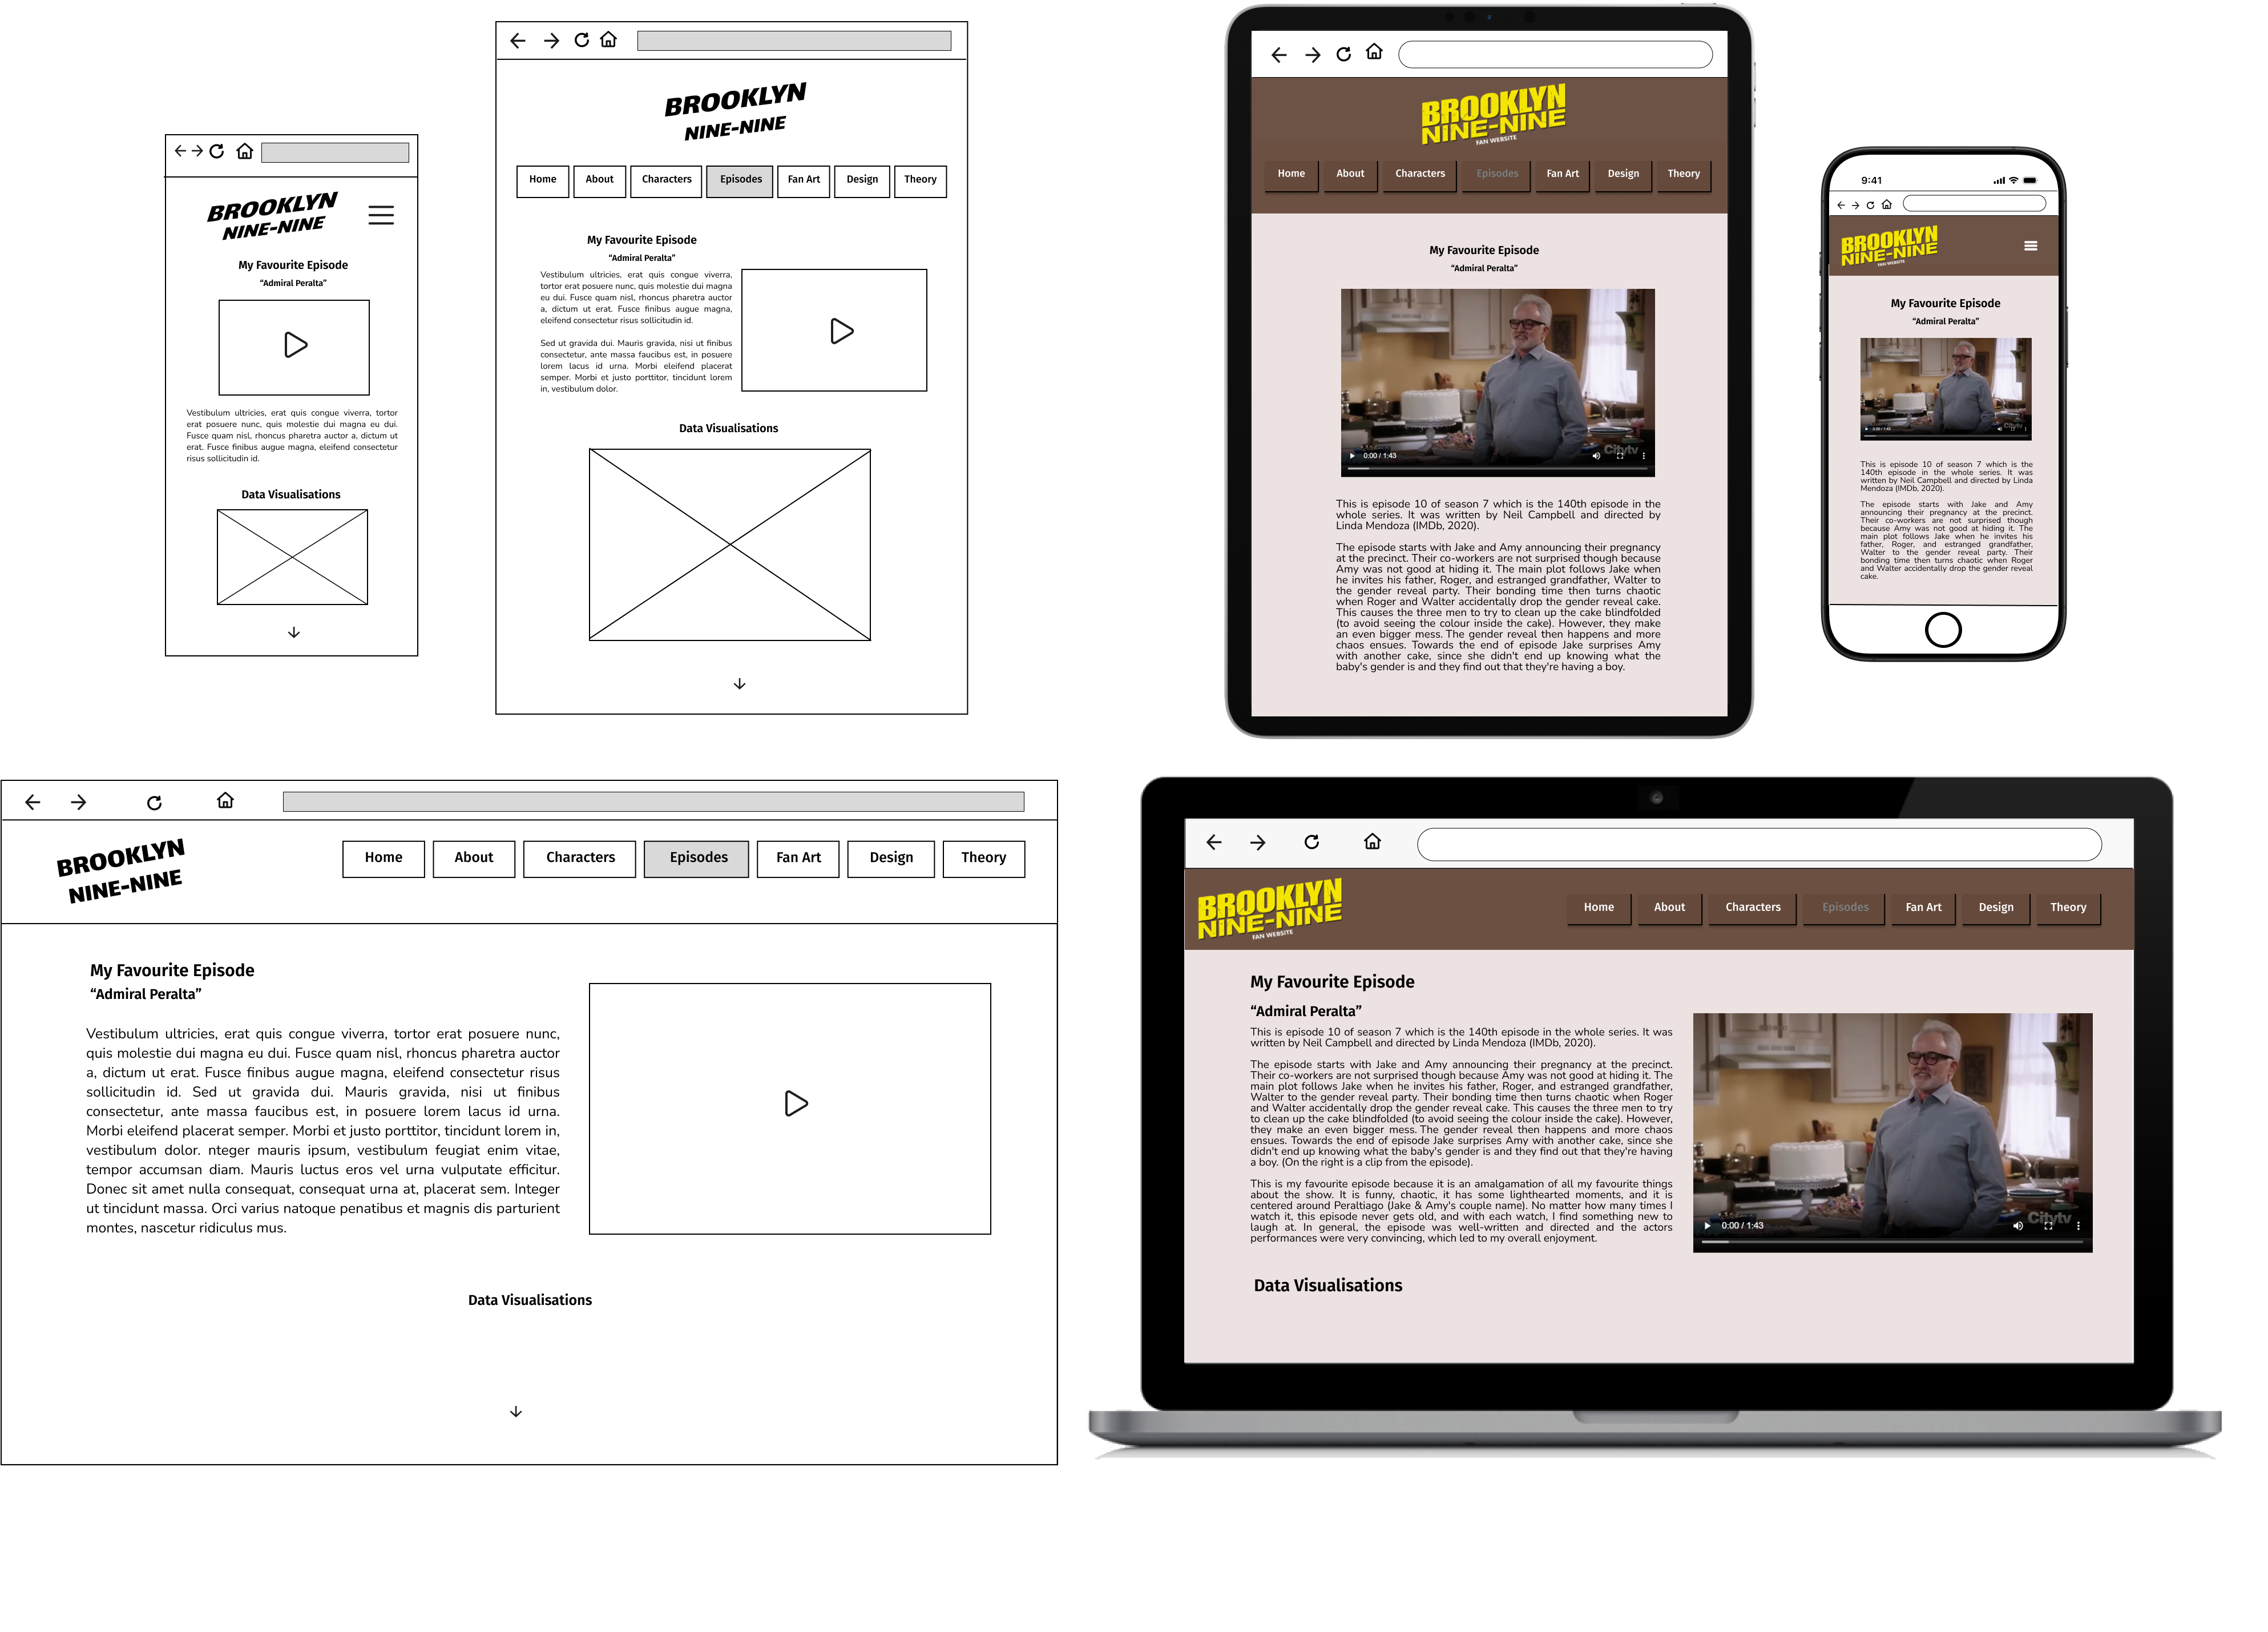 BROOKLYN
NINE-NINE
My Favourite Episode
“Admiral Peralta”
Vestibulum ultricies, erat quis congue viverra, tortor
erat posuere nunc, quis molestie dui magna eu dui.
Fusce quam nisl, rhoncus pharetra auctor a, dictum ut
erat. Fusce finibus augue magna, eleifend consectetur
risus sollicitudin id.
Data Visualisations
BROOKLYN
NINE-NINE
Home About Characters Episodes Fan Art Design Theory
My Favourite Episode
“Admiral Peralta”
Vestibulum ultricies, erat quis congue viverra,
tortor erat posuere nunc, quis molestie dui magna
eu dui. Fusce quam nisl, rhoncus pharetra auctor
a, dictum ut erat. Fusce finibus augue magna,
eleifend consectetur risus sollicitudin id.
Sed ut gravida dui. Mauris gravida, nisi ut finibus
consectetur, ante massa faucibus est, in posuere
lorem lacus id urna. Morbi eleifend placerat
semper. Morbi et justo porttitor, tincidunt lorem
in, vestibulum dolor.
Data Visualisations
BROOKLYN
NINE-NINE
FAN WEBSITE
Home About Characters Episodes Fan Art Design Theory
My Favourite Episode
“Admiral Peralta”
Citytv
0:00 / 1:43
This is episode 10 of season 7 which is the 140th episode in the
whole series. It was written by Neil Campbell and directed by
Linda Mendoza (IMDb, 2020).
The episode starts with Jake and Amy announcing their pregnancy
at the precinct. Their co-workers are not surprised though because
Amy was not good at hiding it. The main plot follows Jake when
he invites his father, Roger, and estranged grandfather, Walter to
the gender reveal party. Their bonding time then turns chaotic
when Roger and Walter accidentally drop the gender reveal cake.
This causes the three men to try to clean up the cake blindfolded
(to avoid seeing the colour inside the cake). However, they make
an even bigger mess. The gender reveal then happens and more
chaos ensues. Towards the end of episode Jake surprises Amy
with another cake, since she didn't end up knowing what the
baby's gender is and they find out that they're having a boy.
9:41
BROOKLYN
NINE-NINE
FAN WEBSITE
My Favourite Episode
“Admiral Peralta”
Citytv
0:00 / 1:43
This is episode 10 of season 7 which is the
140th episode in the whole series. It was
written by Neil Campbell and directed by Linda
Mendoza (IMDb, 2020).
The episode starts with Jake and Amy
announcing their pregnancy at the precinct.
Their co-workers are not surprised though
because Amy was not good at hiding it. The
main plot follows Jake when he invites his
father, Roger, and estranged grandfather,
Walter to the gender reveal party. Their
bonding time then turns chaotic when Roger
and Walter accidentally drop the gender reveal
cake.
BROOKLYN
NINE-NINE
Home About Characters Episodes Fan Art Design Theory
My Favourite Episode
“Admiral Peralta”
Vestibulum ultricies, erat quis congue viverra, tortor erat posuere nunc,
quis molestie dui magna eu dui. Fusce quam nisl, rhoncus pharetra auctor
a, dictum ut erat. Fusce finibus augue magna, eleifend consectetur risus
sollicitudin id. Sed ut gravida dui. Mauris gravida, nisi ut finibus
consectetur, ante massa faucibus est, in posuere lorem lacus id urna.
Morbi eleifend placerat semper. Morbi et justo porttitor, tincidunt lorem in,
vestibulum dolor. nteger mauris ipsum, vestibulum feugiat enim vitae,
tempor accumsan diam. Mauris luctus eros vel urna vulputate efficitur.
Donec sit amet nulla consequat, consequat urna at, placerat sem. Integer
ut tincidunt massa. Orci varius natoque penatibus et magnis dis parturient
montes, nascetur ridiculus mus.
Data Visualisations
BROOKLYN
NINE-NINE
FAN WEBSITE
Home About Characters Episodes Fan Art Design Theory
My Favourite Episode
“Admiral Peralta”
This is episode 10 of season 7 which is the 140th episode in the whole series. It was
written by Neil Campbell and directed by Linda Mendoza (IMDb, 2020).
The episode starts with Jake and Amy announcing their pregnancy at the precinct.
Their co-workers are not surprised though because Amy was not good at hiding it. The
main plot follows Jake when he invites his father, Roger, and estranged grandfather,
Walter to the gender reveal party. Their bonding time then turns chaotic when Roger
and Walter accidentally drop the gender reveal cake. This causes the three men to try
to clean up the cake blindfolded (to avoid seeing the colour inside the cake). However,
they make an even bigger mess. The gender reveal then happens and more chaos
ensues. Towards the end of episode Jake surprises Amy with another cake, since she
didn't end up knowing what the baby's gender is and they find out that they're having
a boy. (On the right is a clip from the episode).
This is my favourite episode because it is an amalgamation of all my favourite things
about the show. It is funny, chaotic, it has some lighthearted moments, and it is
centered around Peraltiago (Jake & Amy's couple name). No matter how many times I
watch it, this episode never gets old, and with each watch, I find something new to
laugh at. In general, the episode was well-written and directed and the actors
performances were very convincing, which led to my overall enjoyment.
Citytv
0:00 / 1:43
Data Visualisations